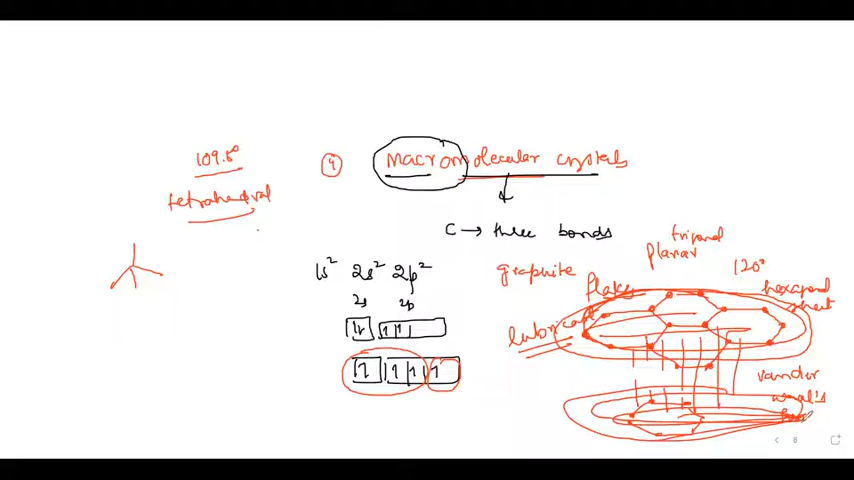 109.5°
tetrahedral
4
Macromolecular crystals
C → three bonds
1s² 2s² 2p²
2s 2p
graphite
trigonal
planar
120°
hexagonal
sheet
flakes
lubricant
vander
waal's
8